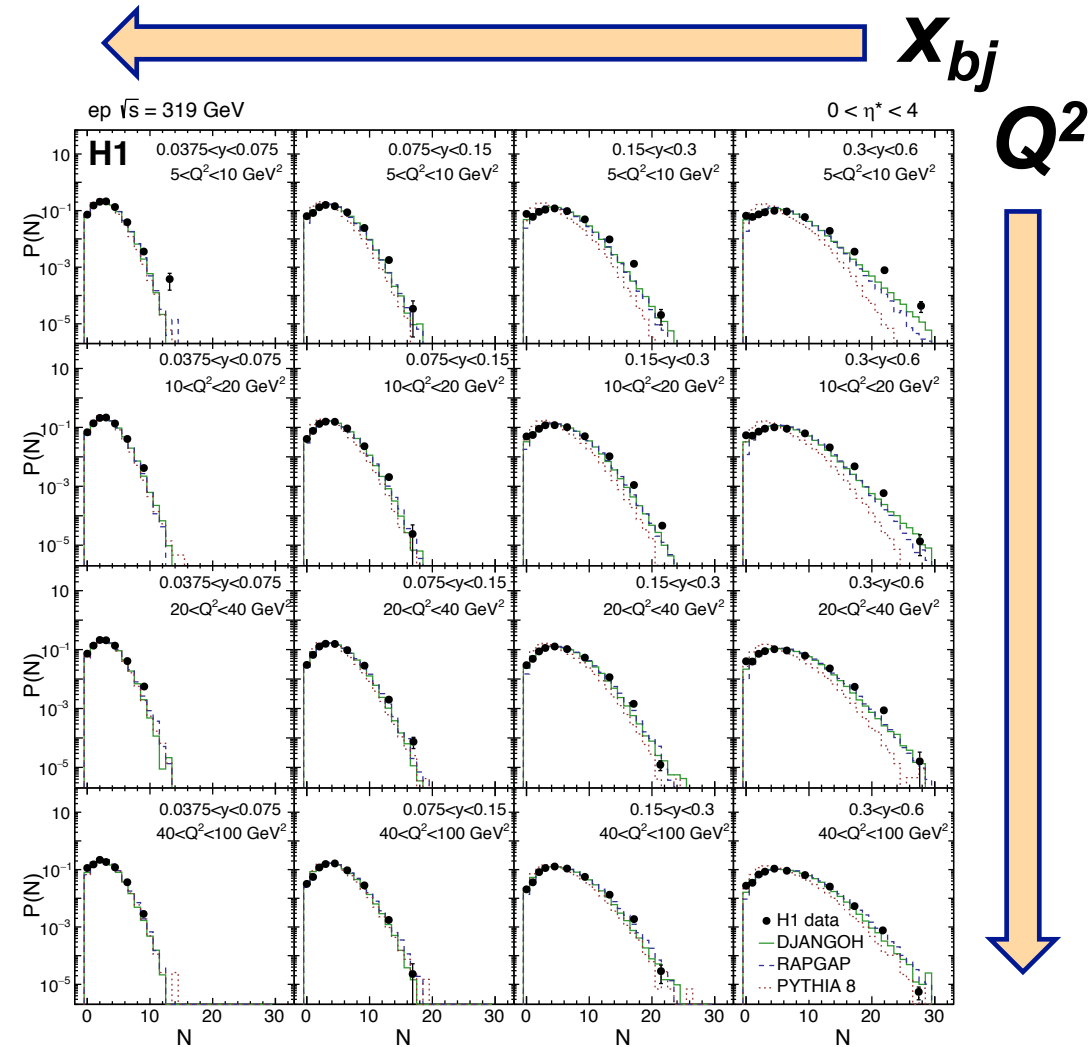 x_bj
Q²
ep √s = 319 GeV
0 < η* < 4
H1
0.0375<y<0.075
5<Q²<10 GeV²
0.075<y<0.15
5<Q²<10 GeV²
0.15<y<0.3
5<Q²<10 GeV²
0.3<y<0.6
5<Q²<10 GeV²
P(N)
10
10⁻¹
10⁻³
10⁻⁵
0.0375<y<0.075
10<Q²<20 GeV²
0.075<y<0.15
10<Q²<20 GeV²
0.15<y<0.3
10<Q²<20 GeV²
0.3<y<0.6
10<Q²<20 GeV²
P(N)
10
10⁻¹
10⁻³
10⁻⁵
0.0375<y<0.075
20<Q²<40 GeV²
0.075<y<0.15
20<Q²<40 GeV²
0.15<y<0.3
20<Q²<40 GeV²
0.3<y<0.6
20<Q²<40 GeV²
P(N)
10
10⁻¹
10⁻³
10⁻⁵
0.0375<y<0.075
40<Q²<100 GeV²
0.075<y<0.15
40<Q²<100 GeV²
0.15<y<0.3
40<Q²<100 GeV²
0.3<y<0.6
40<Q²<100 GeV²
P(N)
10
10⁻¹
10⁻³
10⁻⁵
H1 data
DJANGOH
RAPGAP
PYTHIA 8
0 10 20 30
0 10 20 30
0 10 20 30
0 10 20 30
N
N
N
N